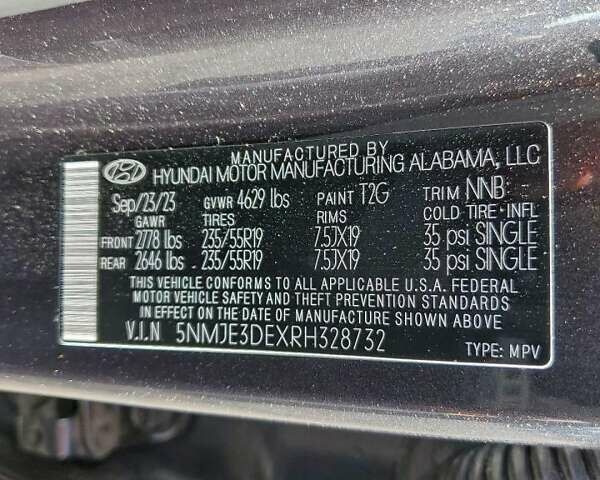 MANUFACTURED BY
HYUNDAI MOTOR MANUFACTURING ALABAMA, LLC
Sep/23/23 GVWR 4629 lbs PAINT T2G TRIM NNB
GAWR TIRES RIMS COLD TIRE-INFL
FRONT 2778 lbs 235/55R19 7.5JX19 35 psi SINGLE
REAR 2646 lbs 235/55R19 7.5JX19 35 psi SINGLE
THIS VEHICLE CONFORMS TO ALL APPLICABLE U.S.A. FEDERAL
MOTOR VEHICLE SAFETY AND THEFT PREVENTION STANDARDS
IN EFFECT ON THE DATE OF MANUFACTURE SHOWN ABOVE.
V.I.N 5NMJE3DEXRH328732 TYPE: MPV